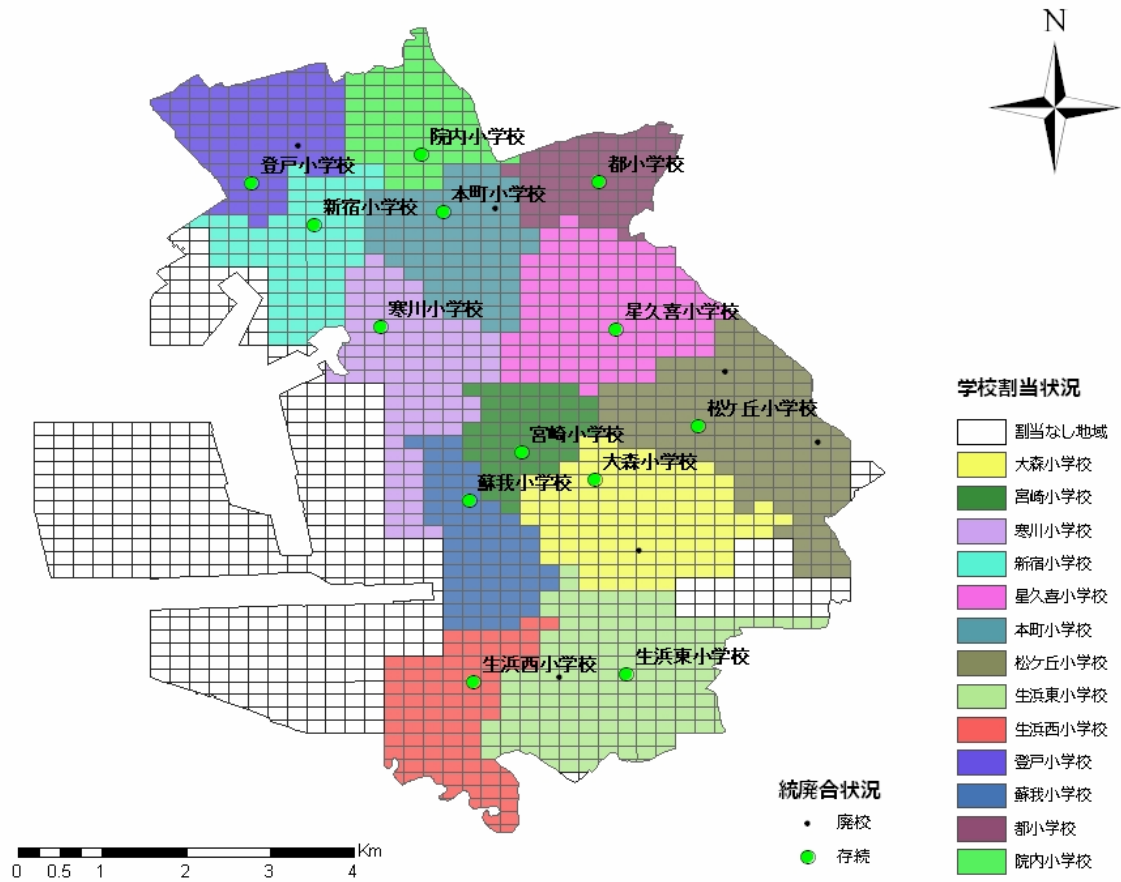 N
院内小学校
登戸小学校
都小学校
本町小学校
新宿小学校
寒川小学校
星久喜小学校
松ケ丘小学校
宮崎小学校
大森小学校
蘇我小学校
生浜西小学校
生浜東小学校
学校割当状況
割当なし地域
大森小学校
宮崎小学校
寒川小学校
新宿小学校
星久喜小学校
本町小学校
松ケ丘小学校
生浜東小学校
生浜西小学校
登戸小学校
蘇我小学校
都小学校
院内小学校
統廃合状況
廃校
存続
Km
0 0.5 1 2 3 4